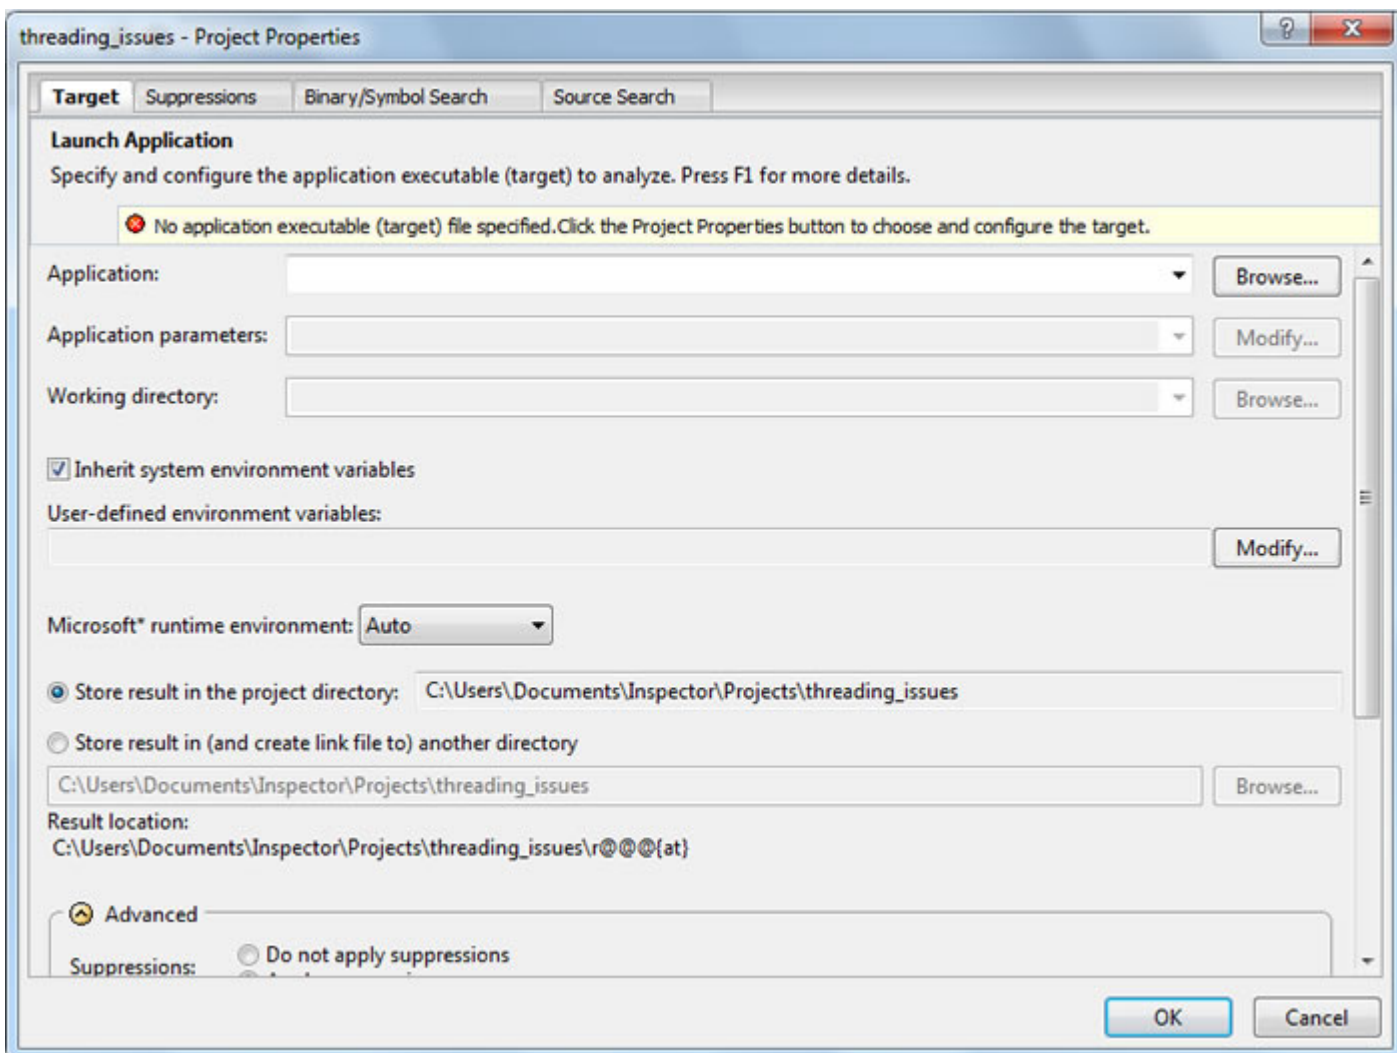 threading_issues - Project Properties
Target Suppressions Binary/Symbol Search Source Search
Launch Application
Specify and configure the application executable (target) to analyze. Press F1 for more details.
No application executable (target) file specified.Click the Project Properties button to choose and configure the target.
Application: Browse...
Application parameters: Modify...
Working directory: Browse...
Inherit system environment variables
User-defined environment variables:
Modify...
Microsoft* runtime environment: Auto
Store result in the project directory: C:\Users\Documents\Inspector\Projects\threading_issues
Store result in (and create link file to) another directory
C:\Users\Documents\Inspector\Projects\threading_issues Browse...
Result location:
C:\Users\Documents\Inspector\Projects\threading_issues\r@@@{at}
Advanced
Suppressions: Do not apply suppressions
OK Cancel